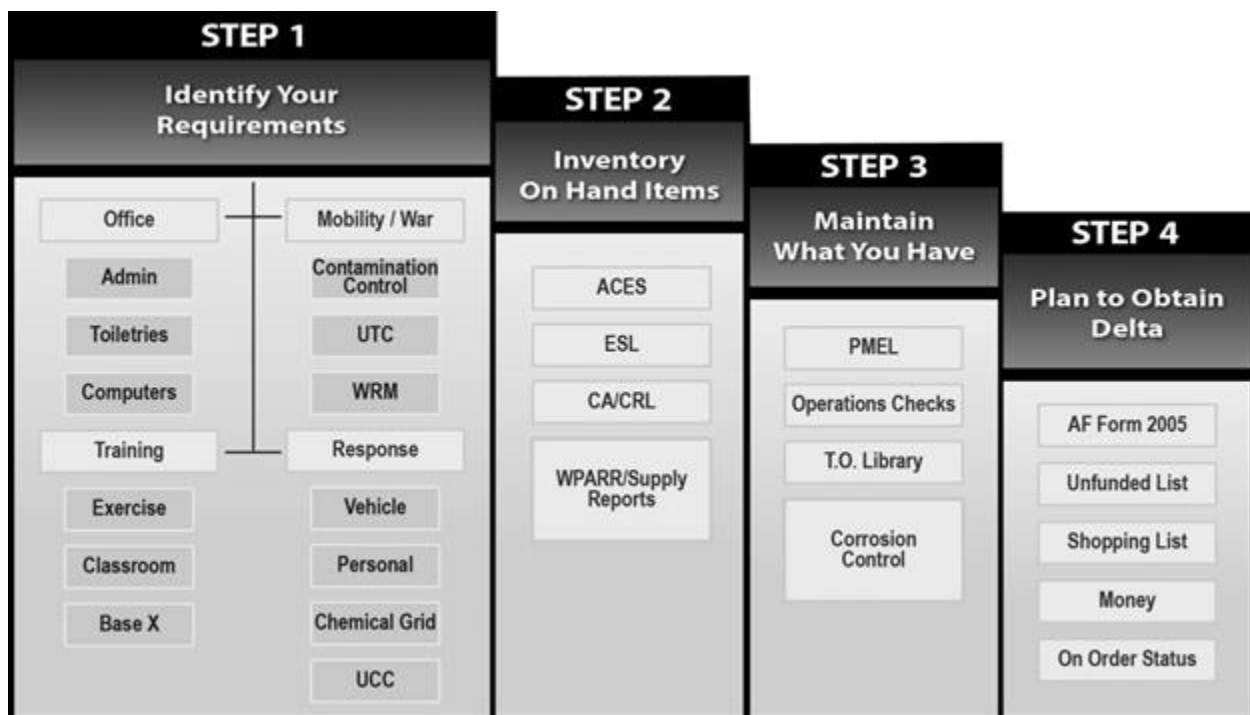 STEP 1
Identify Your
Requirements
Office
Admin
Toiletries
Computers
Training
Exercise
Classroom
Base X
Mobility / War
Contamination
Control
UTC
WRM
Response
Vehicle
Personal
Chemical Grid
UCC
STEP 2
Inventory
On Hand Items
ACES
ESL
CA/CRL
WPARR/Supply
Reports
STEP 3
Maintain
What You Have
PMEL
Operations Checks
T.O. Library
Corrosion
Control
STEP 4
Plan to Obtain
Delta
AF Form 2005
Unfunded List
Shopping List
Money
On Order Status